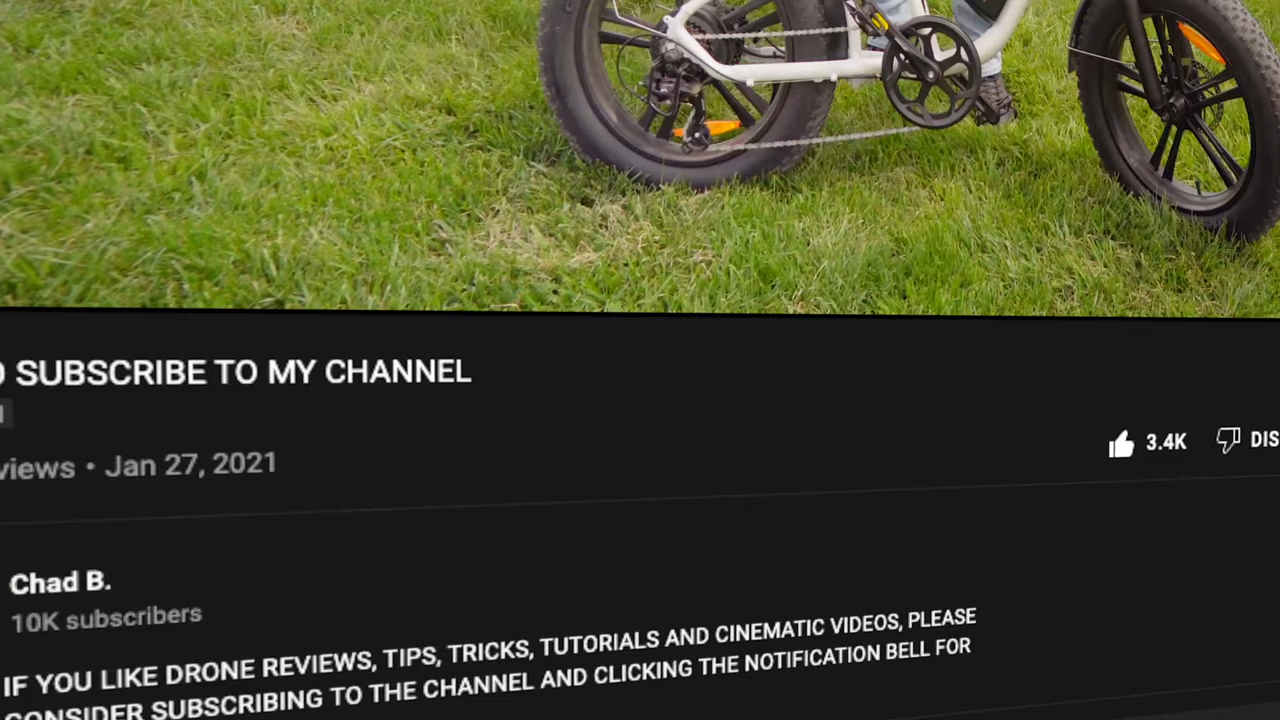 SUBSCRIBE TO MY CHANNEL
views • Jan 27, 2021
3.4K
Chad B.
10K subscribers
IF YOU LIKE DRONE REVIEWS, TIPS, TRICKS, TUTORIALS AND CINEMATIC VIDEOS, PLEASE
CONSIDER SUBSCRIBING TO THE CHANNEL AND CLICKING THE NOTIFICATION BELL FOR